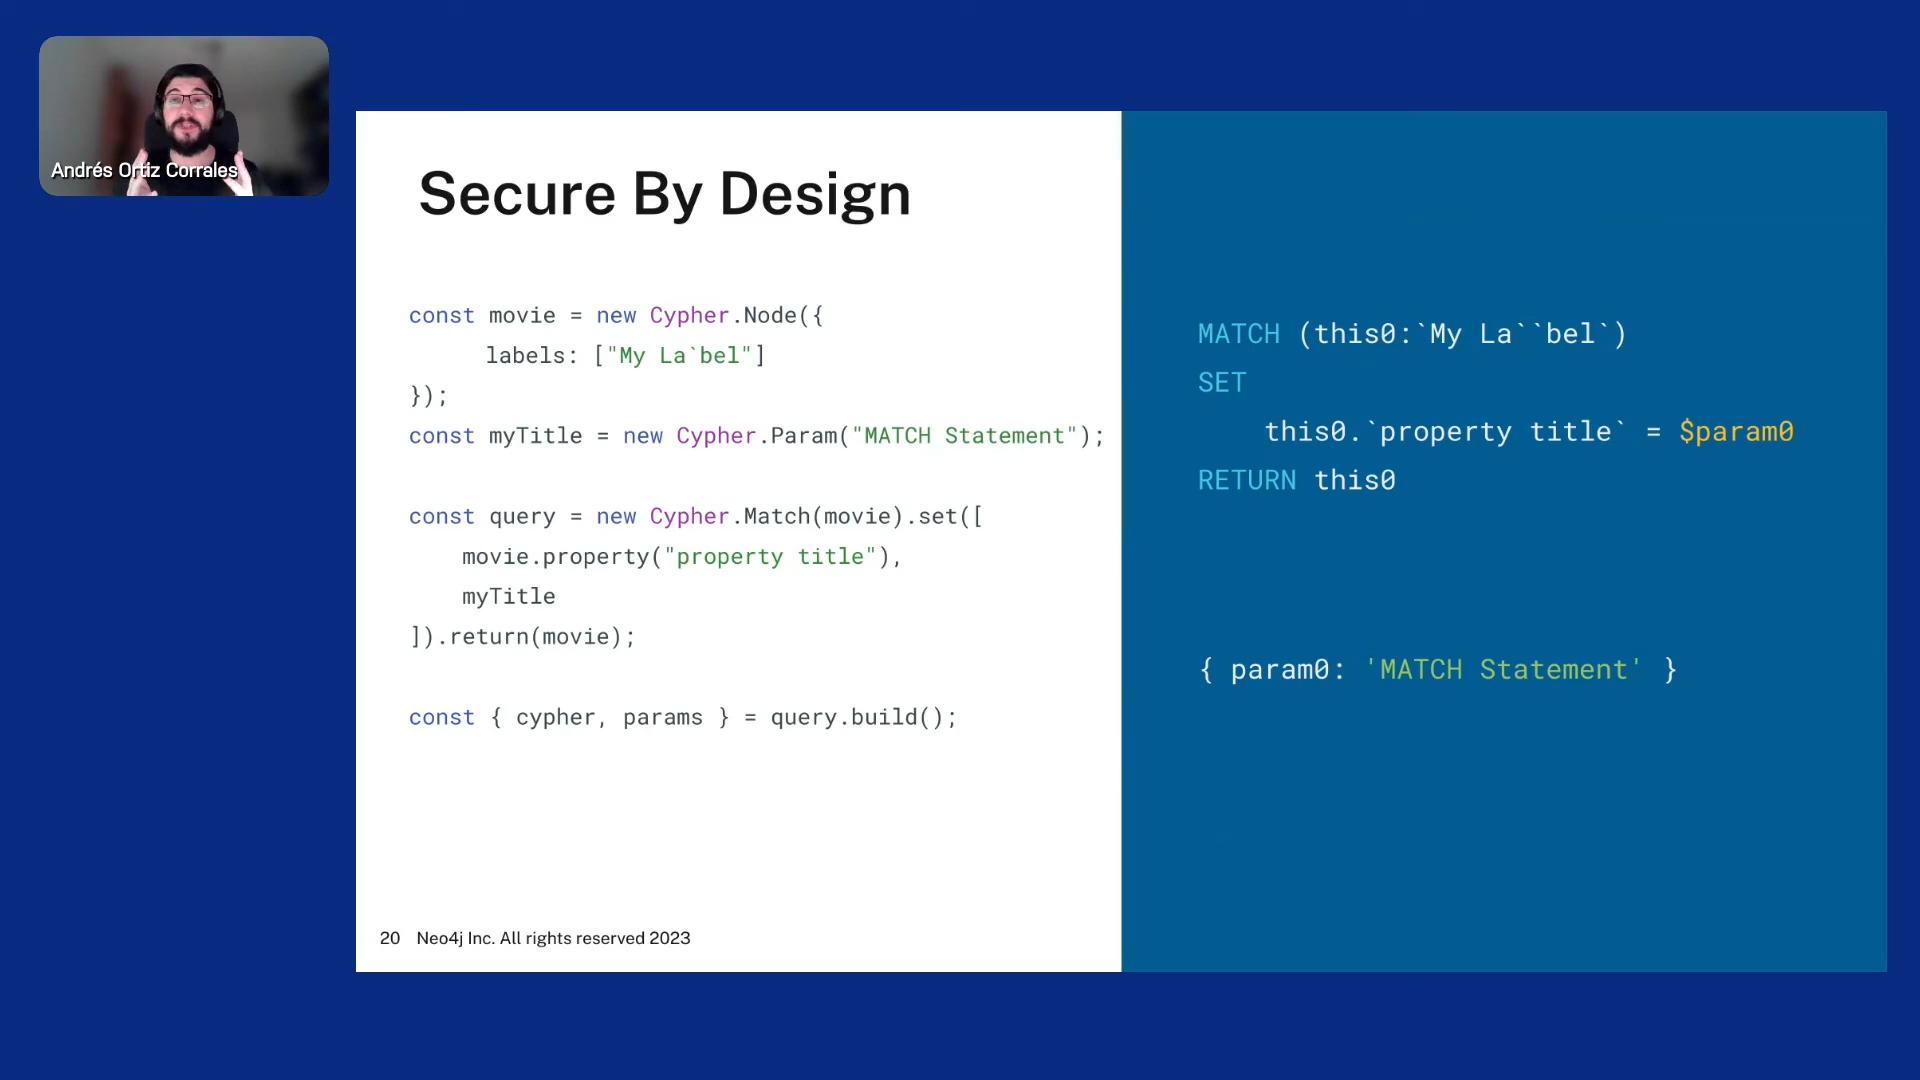 Andrés Ortiz Corrales
Secure By Design
const movie = new Cypher.Node({
labels: ["My La`bel"]
});
const myTitle = new Cypher.Param("MATCH Statement");
const query = new Cypher.Match(movie).set([
movie.property("property title"),
myTitle
]).return(movie);
const { cypher, params } = query.build();
MATCH (this0:`My La``bel`)
SET
this0.`property title` = $param0
RETURN this0
{ param0: 'MATCH Statement' }
20 Neo4j Inc. All rights reserved 2023